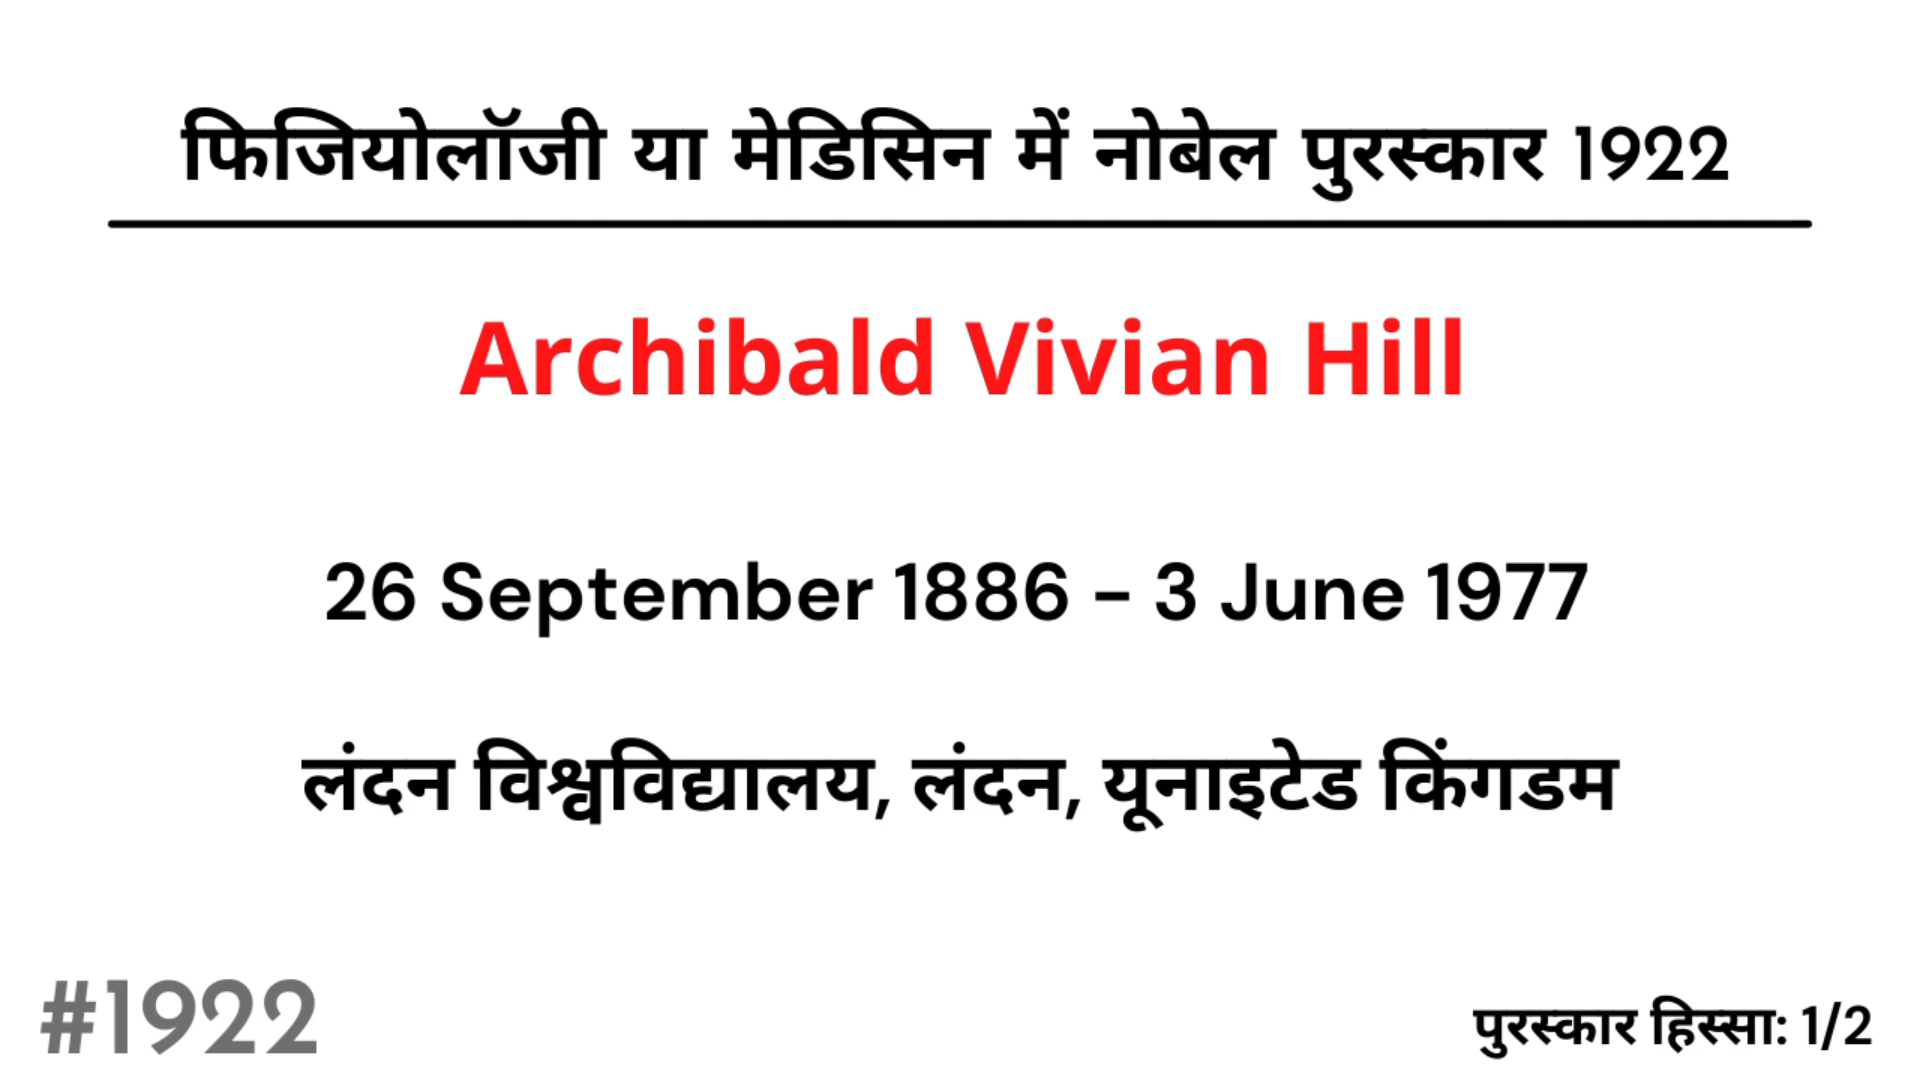 फिजियोलॉजी या मेडिसिन में नोबेल पुरस्कार 1922
Archibald Vivian Hill
26 September 1886 – 3 June 1977
लंदन विश्वविद्यालय, लंदन, यूनाइटेड किंगडम
#1922
पुरस्कार हिस्सा: 1/2